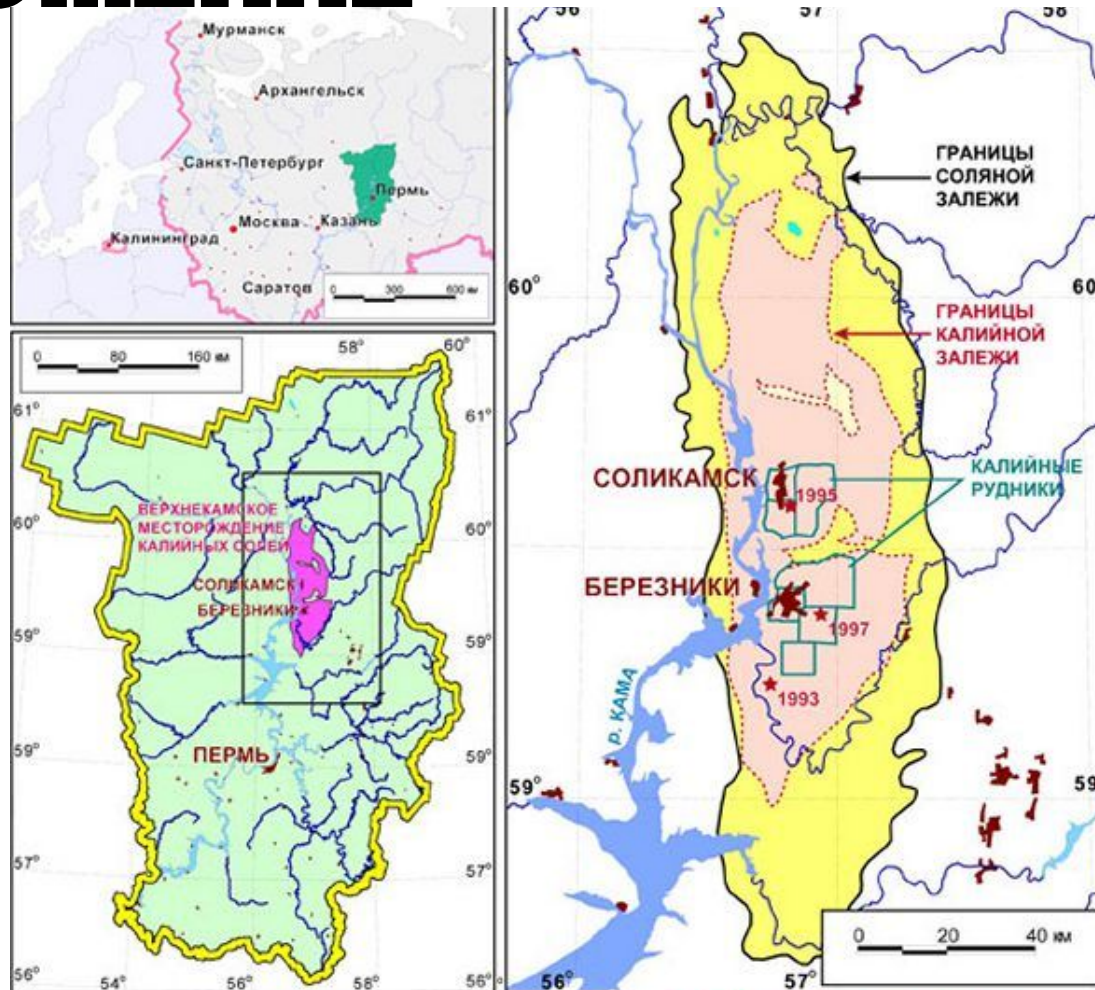 Мурманск
Архангельск
Санкт-Петербург
Пермь
Москва
Казань
Калининград
Саратов
0 300 600 км
0 80 160 км
58° 60°
61° 61°
60° 60°
ВЕРХНЕКАМСКОЕ
МЕСТОРОЖДЕНИЕ
КАЛИЙНЫХ СОЛЕЙ
СОЛИКАМСК
БЕРЕЗНИКИ
59° 59°
59° 59°
ПЕРМЬ
57° 57°
56° 54° 56° 58° 56°
56 57 58
ГРАНИЦЫ
СОЛЯНОЙ
ЗАЛЕЖИ
60° 60
ГРАНИЦЫ
КАЛИЙНОЙ
ЗАЛЕЖИ
КАЛИЙНЫЕ
РУДНИКИ
СОЛИКАМСК
1995
БЕРЕЗНИКИ
1997
1993
р. КАМА
59° 59
0 20 40 км
57°